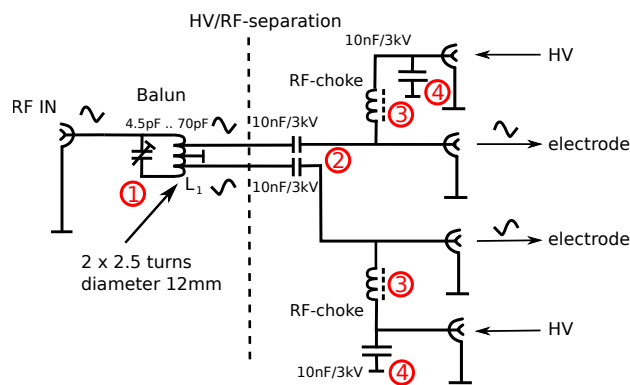 HV/RF-separation
10nF/3kV
HV
RF-choke
4
3
RF IN
Balun
4.5pF .. 70pF
10nF/3kV
electrode
2
1
L1
10nF/3kV
2 x 2.5 turns
diameter 12mm
electrode
3
RF-choke
HV
10nF/3kV
4